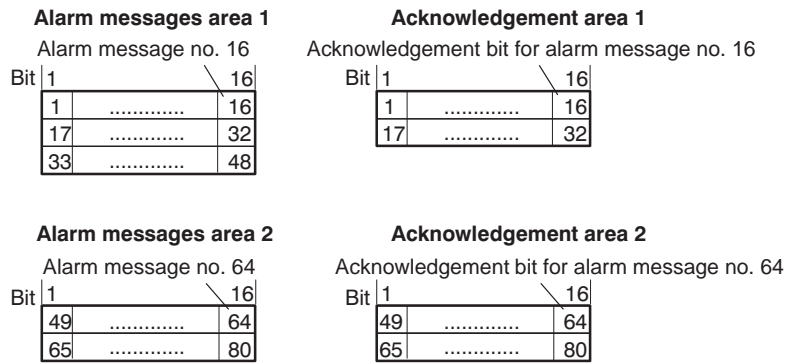 Alarm messages area 1 Acknowledgement area 1
Alarm message no. 16 Acknowledgement bit for alarm message no. 16
Bit 1 16 Bit 1 16
1 ............. 16 1 ............. 16
17 ............. 32 17 ............. 32
33 ............. 48
Alarm messages area 2 Acknowledgement area 2
Alarm message no. 64 Acknowledgement bit for alarm message no. 64
Bit 1 16 Bit 1 16
49 ............. 64 49 ............. 64
65 ............. 80 65 ............. 80